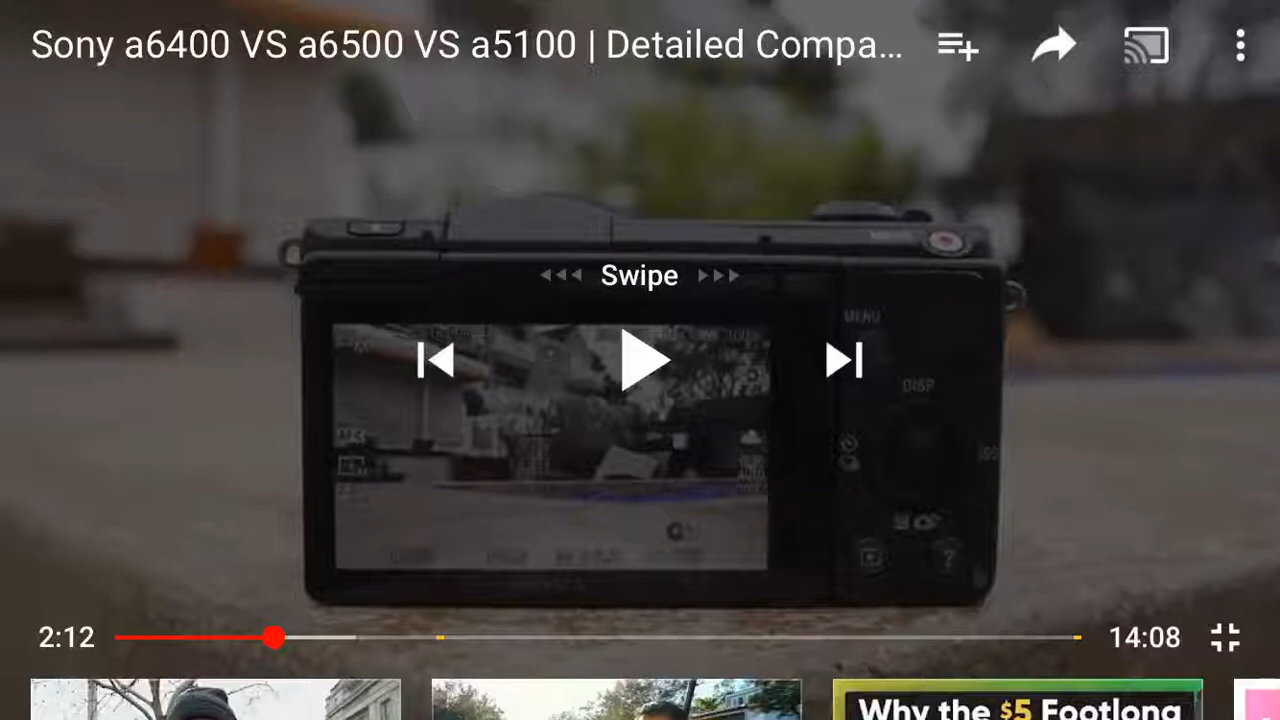 Sony a6400 VS a6500 VS a5100 | Detailed Compa...
Swipe
MENU
DISP
ISO
?
2:12
14:08
Why the $5 Footlong